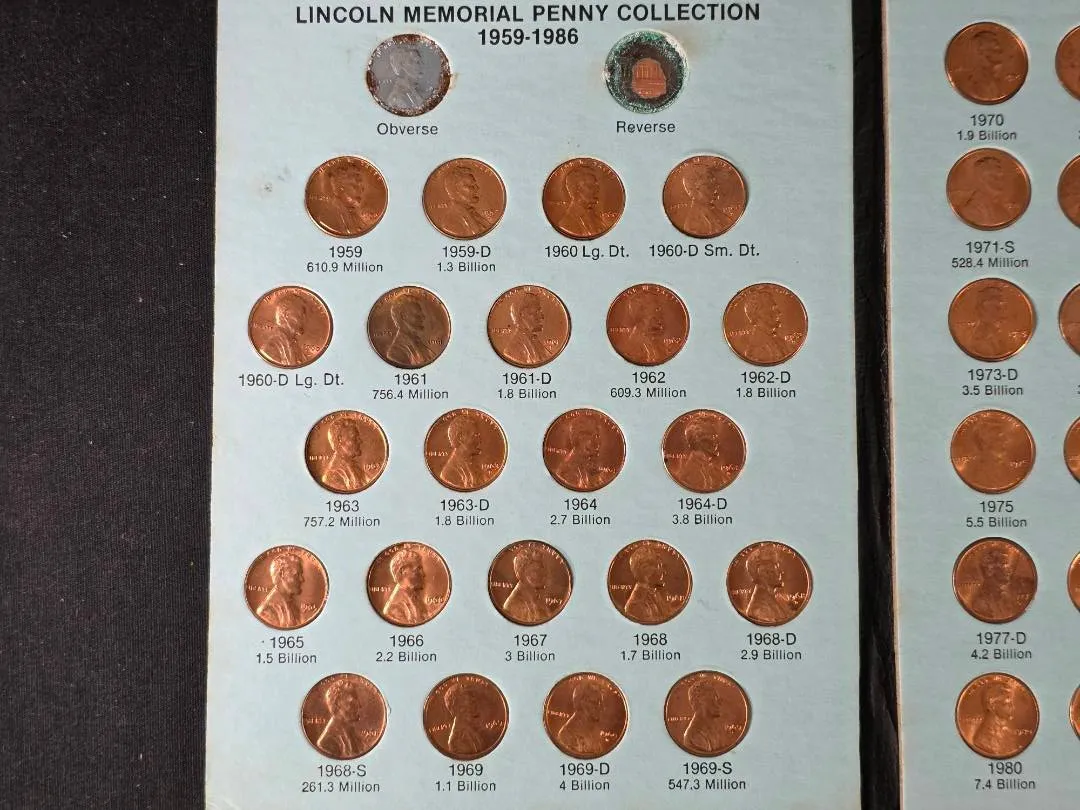 LINCOLN MEMORIAL PENNY COLLECTION
1959-1986
Obverse
Reverse
1959
610.9 Million
1959-D
1.3 Billion
1960 Lg. Dt.
1960-D Sm. Dt.
1960-D Lg. Dt.
1961
756.4 Million
1961-D
1.8 Billion
1962
609.3 Million
1962-D
1.8 Billion
1963
757.2 Million
1963-D
1.8 Billion
1964
2.7 Billion
1964-D
3.8 Billion
1965
1.5 Billion
1966
2.2 Billion
1967
3 Billion
1968
1.7 Billion
1968-D
2.9 Billion
1968-S
261.3 Million
1969
1.1 Billion
1969-D
4 Billion
1969-S
547.3 Million
1970
1.9 Billion
1971-S
528.4 Million
1973-D
3.5 Billion
1975
5.5 Billion
1977-D
4.2 Billion
1980
7.4 Billion